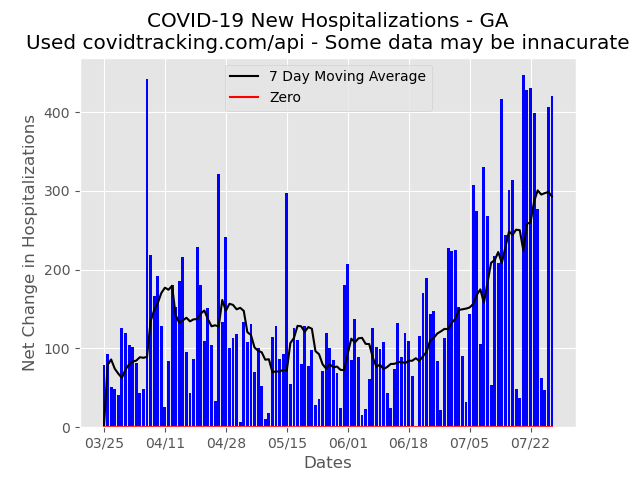 COVID-19 New Hospitalizations - GA
Used covidtracking.com/api - Some data may be innacurate
7 Day Moving Average
Zero
Net Change in Hospitalizations
400
300
200
100
0
03/25 04/11 04/28 05/15 06/01 06/18 07/05 07/22
Dates